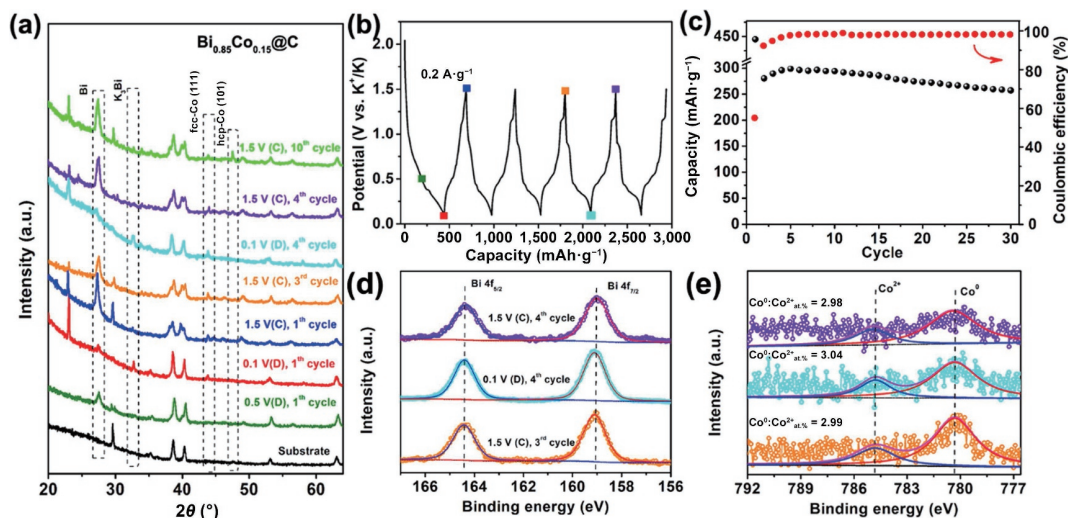 (a)
Bi0.85Co0.15@C
Bi
K3Bi
fcc-Co (111)
hcp-Co (101)
1.5 V (C), 10th cycle
1.5 V (C), 4th cycle
0.1 V (D), 4th cycle
1.5 V (C), 3rd cycle
1.5 V(C), 1th cycle
0.1 V(D), 1th cycle
0.5 V(D), 1th cycle
Substrate
Intensity (a.u.)
20 30 40 50 60
2θ (°)
(b)
0.2 A·g−1
2.0
1.5
1.0
0.5
0.0
Potential (V vs. K+/K)
0 500 1,000 1,500 2,000 2,500 3,000
Capacity (mAh·g−1)
(c)
450
300
250
200
150
100
50
0
Capacity (mAh·g−1)
100
80
60
40
20
0
Coulombic efficiency (%)
0 5 10 15 20 25 30
Cycle
(d)
Bi 4f5/2
Bi 4f7/2
1.5 V (C), 4th cycle
0.1 V (D), 4th cycle
1.5 V (C), 3rd cycle
Intensity (a.u.)
166 164 162 160 158 156
Binding energy (eV)
(e)
Co2+
Co0
Co0:Co2+at.% = 2.98
Co0:Co2+at.% = 3.04
Co0:Co2+at.% = 2.99
Intensity (a.u.)
792 789 786 783 780 777
Binding energy (eV)